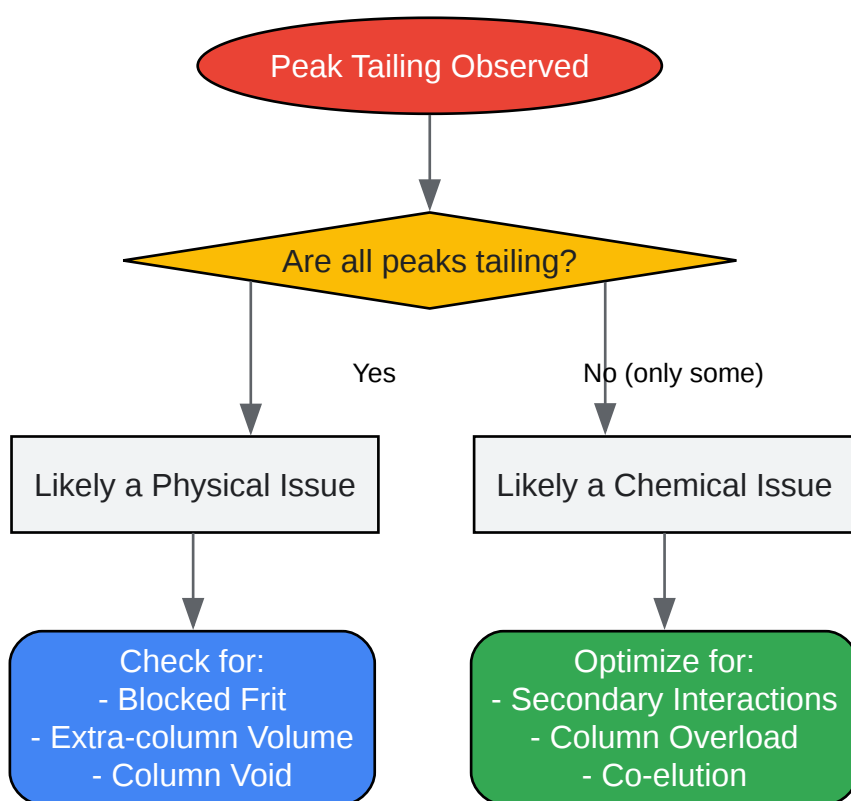 Peak Tailing Observed
Are all peaks tailing?
Yes
No (only some)
Likely a Physical Issue
Likely a Chemical Issue
Check for:
- Blocked Frit
- Extra-column Volume
- Column Void
Optimize for:
- Secondary Interactions
- Column Overload
- Co-elution